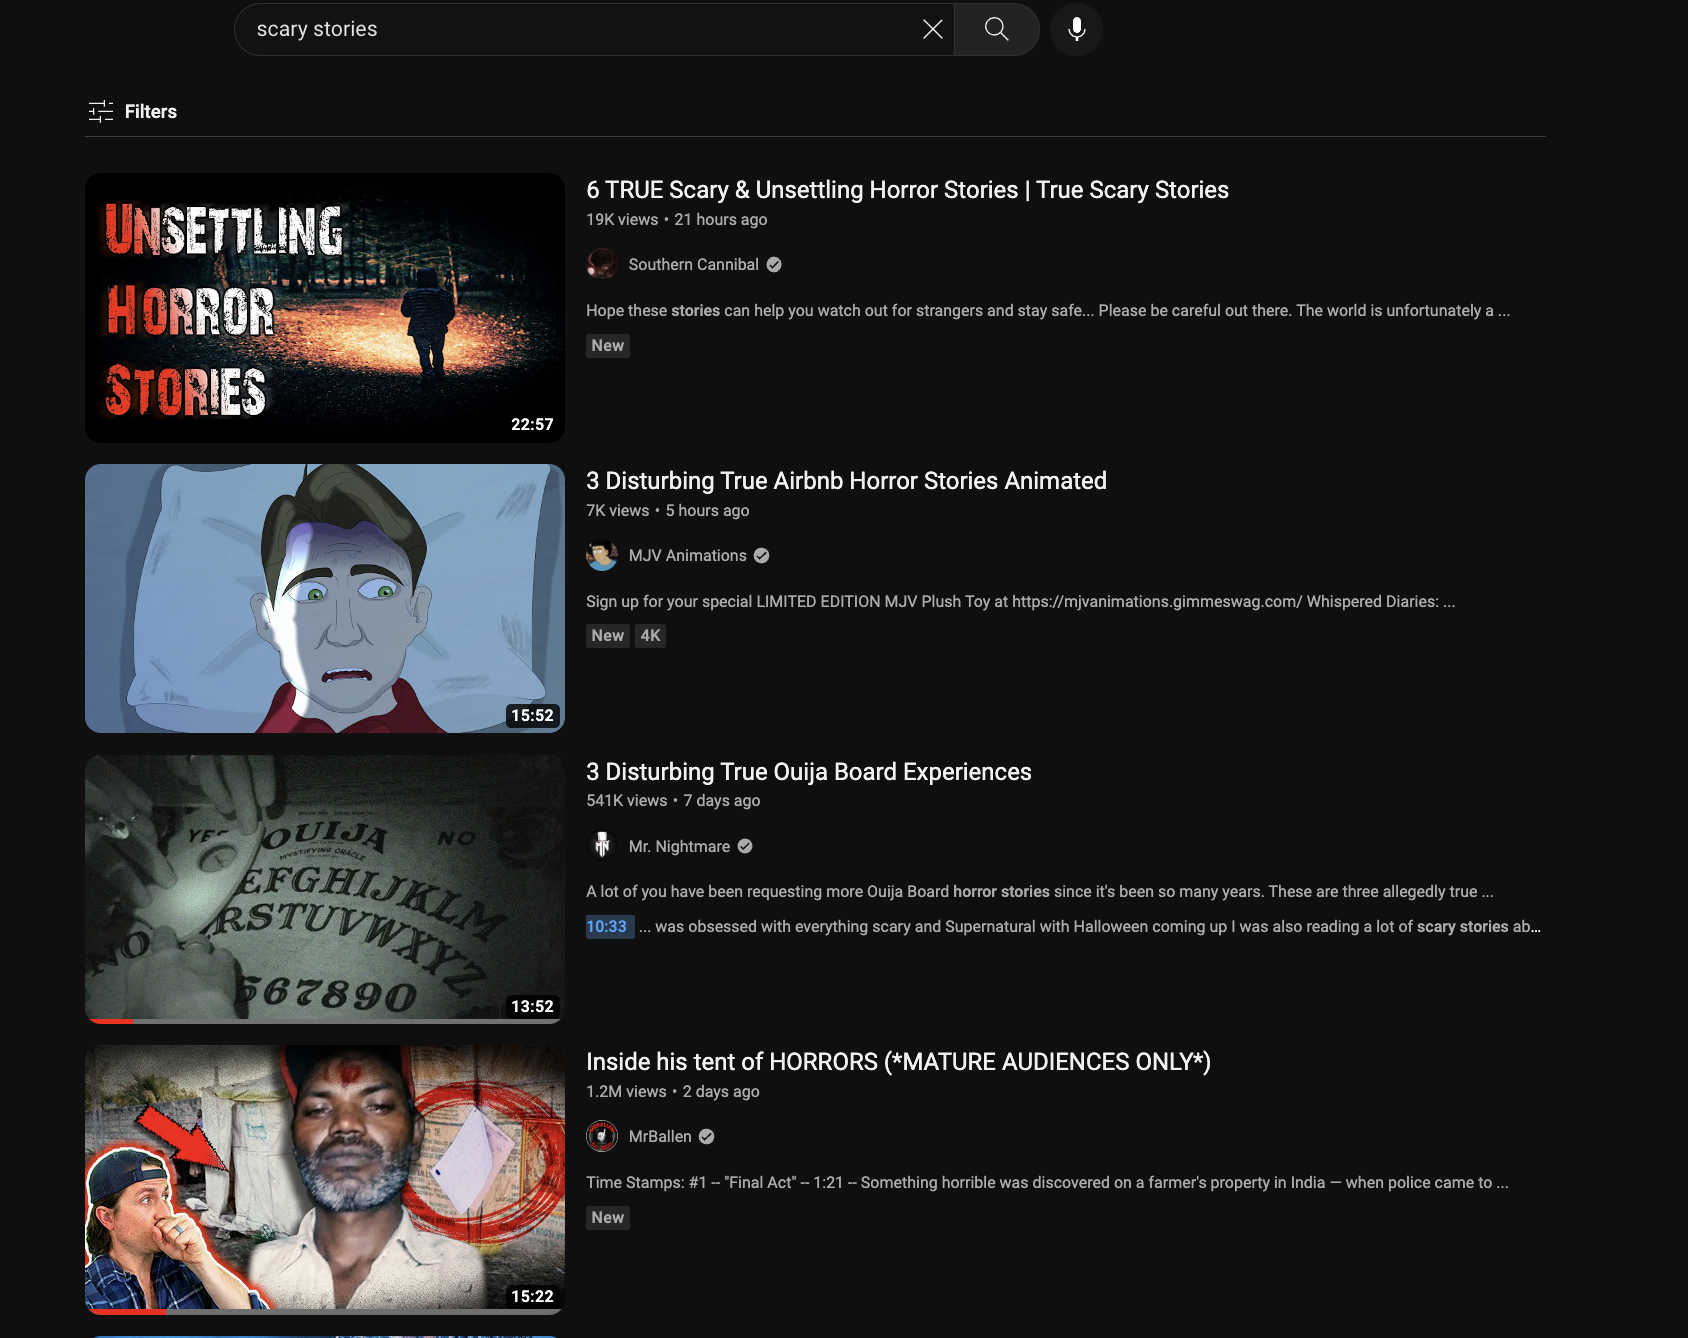 scary stories
Filters
UNSETTLING
HORROR
STORIES
22:57
6 TRUE Scary & Unsettling Horror Stories | True Scary Stories
19K views • 21 hours ago
Southern Cannibal
Hope these stories can help you watch out for strangers and stay safe... Please be careful out there. The world is unfortunately a ...
New
15:52
3 Disturbing True Airbnb Horror Stories Animated
7K views • 5 hours ago
MJV Animations
Sign up for your special LIMITED EDITION MJV Plush Toy at https://mjvanimations.gimmeswag.com/ Whispered Diaries: ...
New 4K
YES OUIJA NO
MYSTIFYING ORACLE
EFGHIJKLM
RSTUVWXYZ
NO
567890
13:52
3 Disturbing True Ouija Board Experiences
541K views • 7 days ago
Mr. Nightmare
A lot of you have been requesting more Ouija Board horror stories since it's been so many years. These are three allegedly true ...
10:33 ... was obsessed with everything scary and Supernatural with Halloween coming up I was also reading a lot of scary stories ab...
15:22
Inside his tent of HORRORS (*MATURE AUDIENCES ONLY*)
1.2M views • 2 days ago
MrBallen
Time Stamps: #1 -- "Final Act" -- 1:21 -- Something horrible was discovered on a farmer's property in India — when police came to ...
New